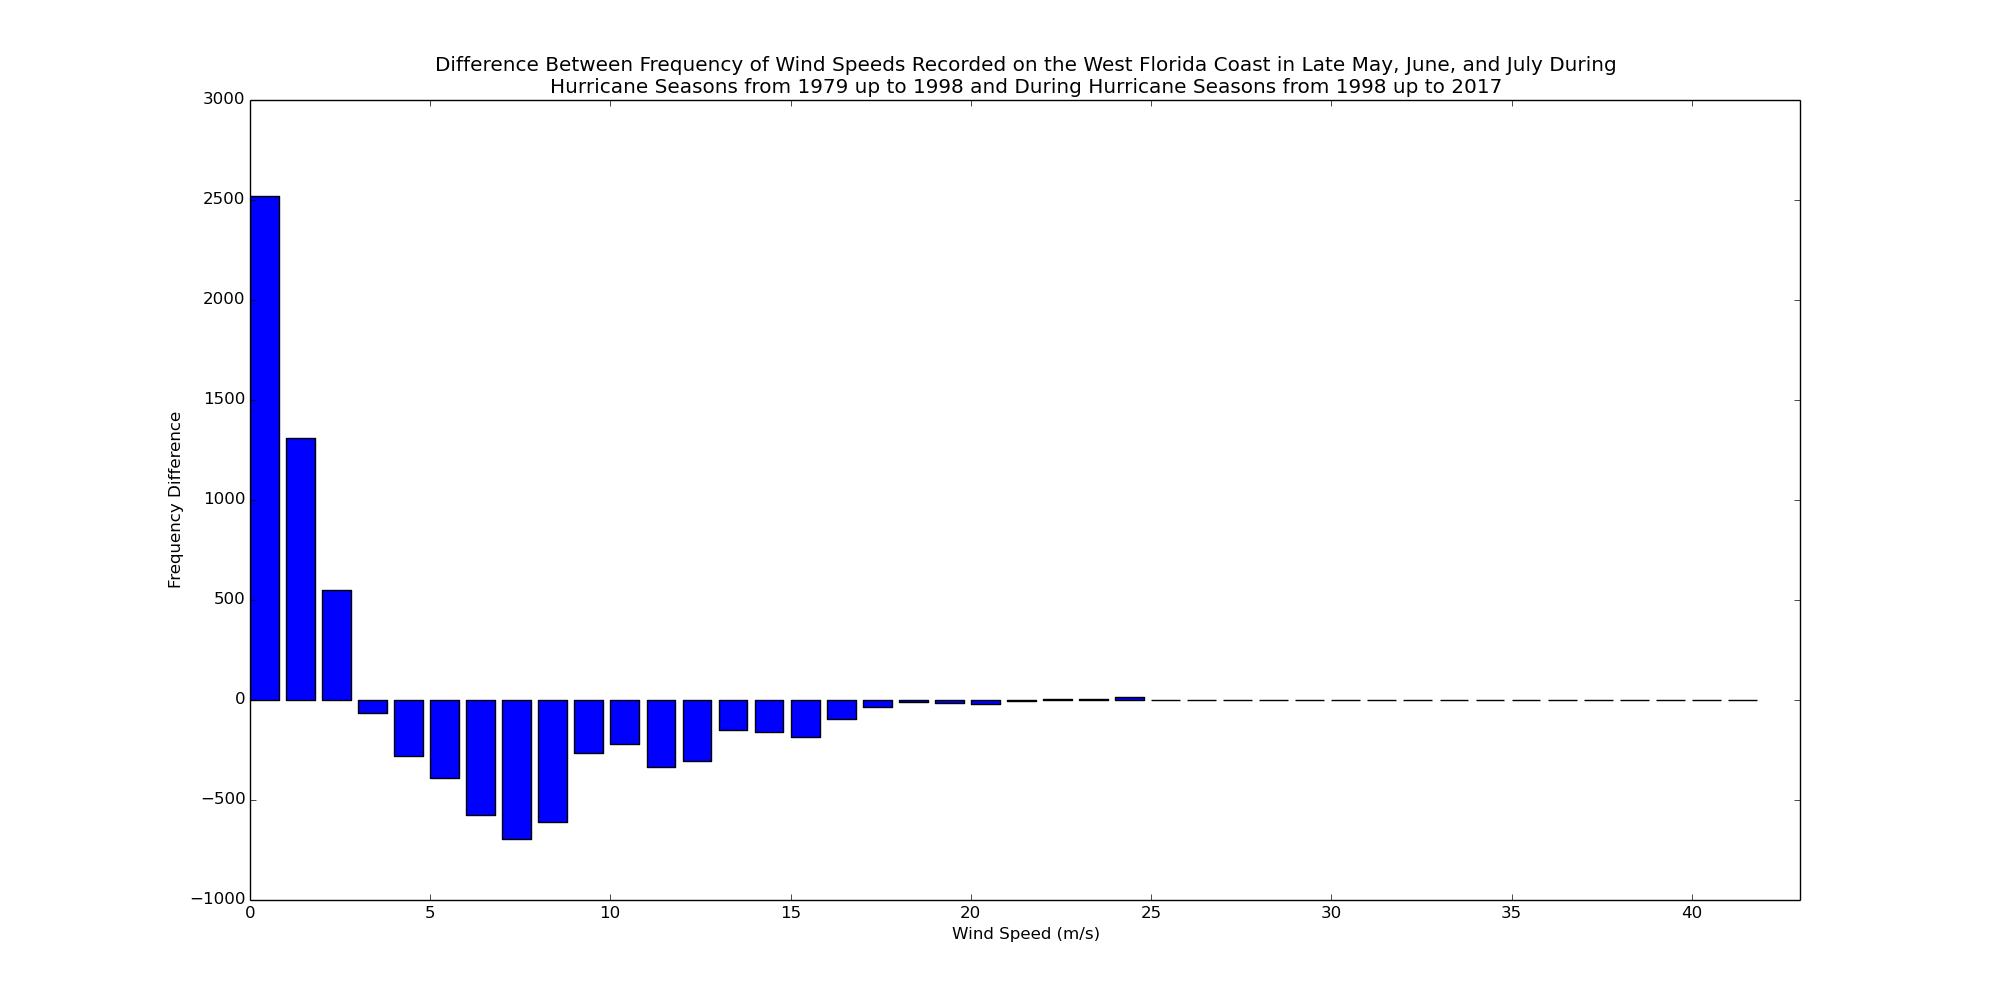 Difference Between Frequency of Wind Speeds Recorded on the West Florida Coast in Late May, June, and July During
Hurricane Seasons from 1979 up to 1998 and During Hurricane Seasons from 1998 up to 2017
3000
2500
2000
1500
1000
500
0
−500
−1000
Frequency Difference
0 5 10 15 20 25 30 35 40
Wind Speed (m/s)